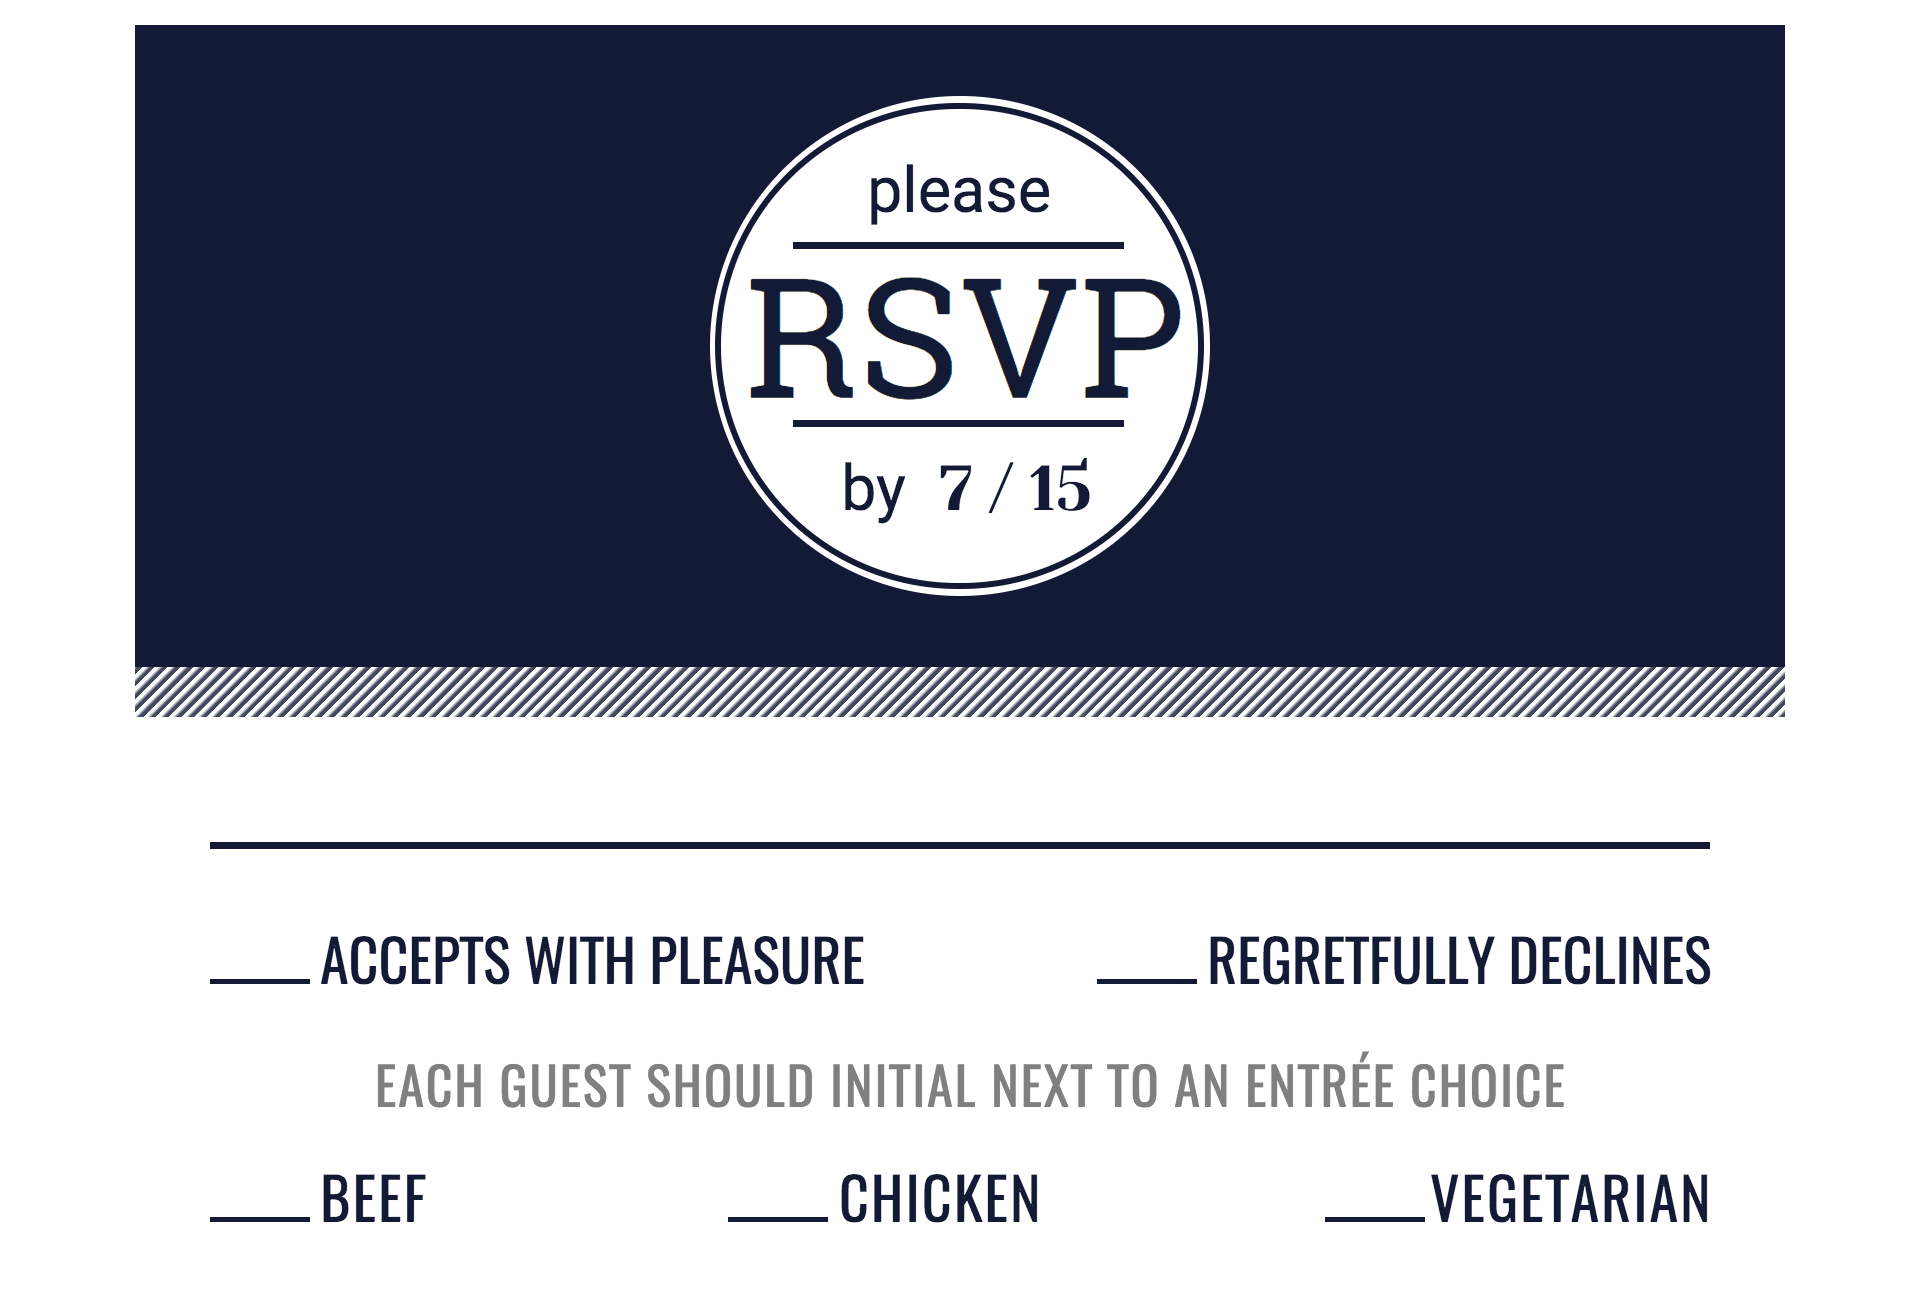 please
RSVP
by 7 / 15
ACCEPTS WITH PLEASURE REGRETFULLY DECLINES
EACH GUEST SHOULD INITIAL NEXT TO AN ENTRÉE CHOICE
BEEF CHICKEN VEGETARIAN